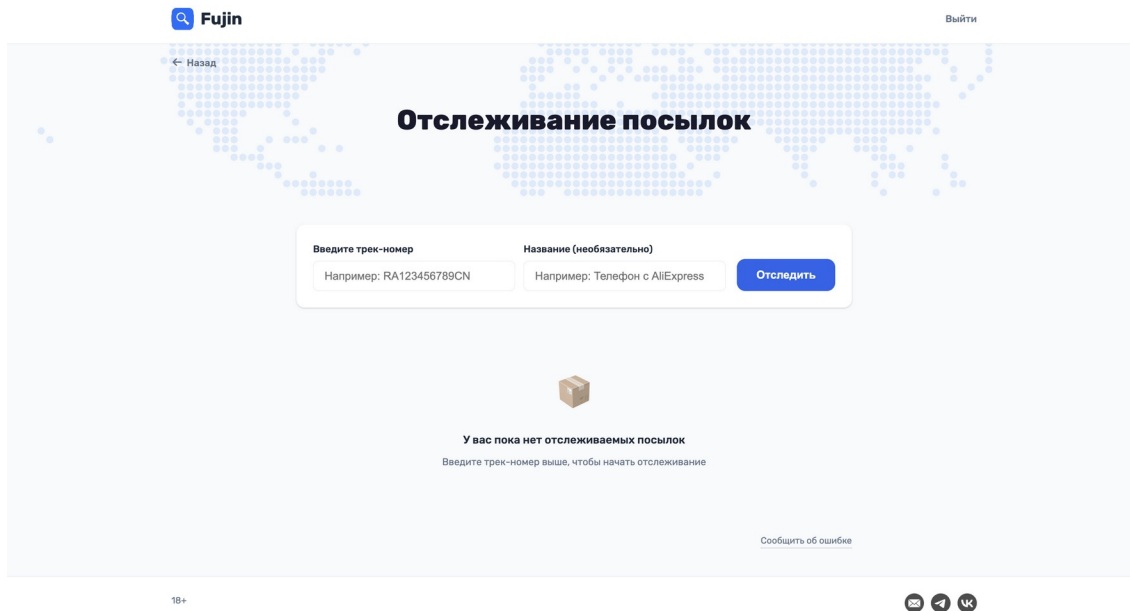 Fujin
Выйти
← Назад
Отслеживание посылок
Введите трек-номер
Название (необязательно)
Например: RA123456789CN
Например: Телефон с AliExpress
Отследить
У вас пока нет отслеживаемых посылок
Введите трек-номер выше, чтобы начать отслеживание
Сообщить об ошибке
18+